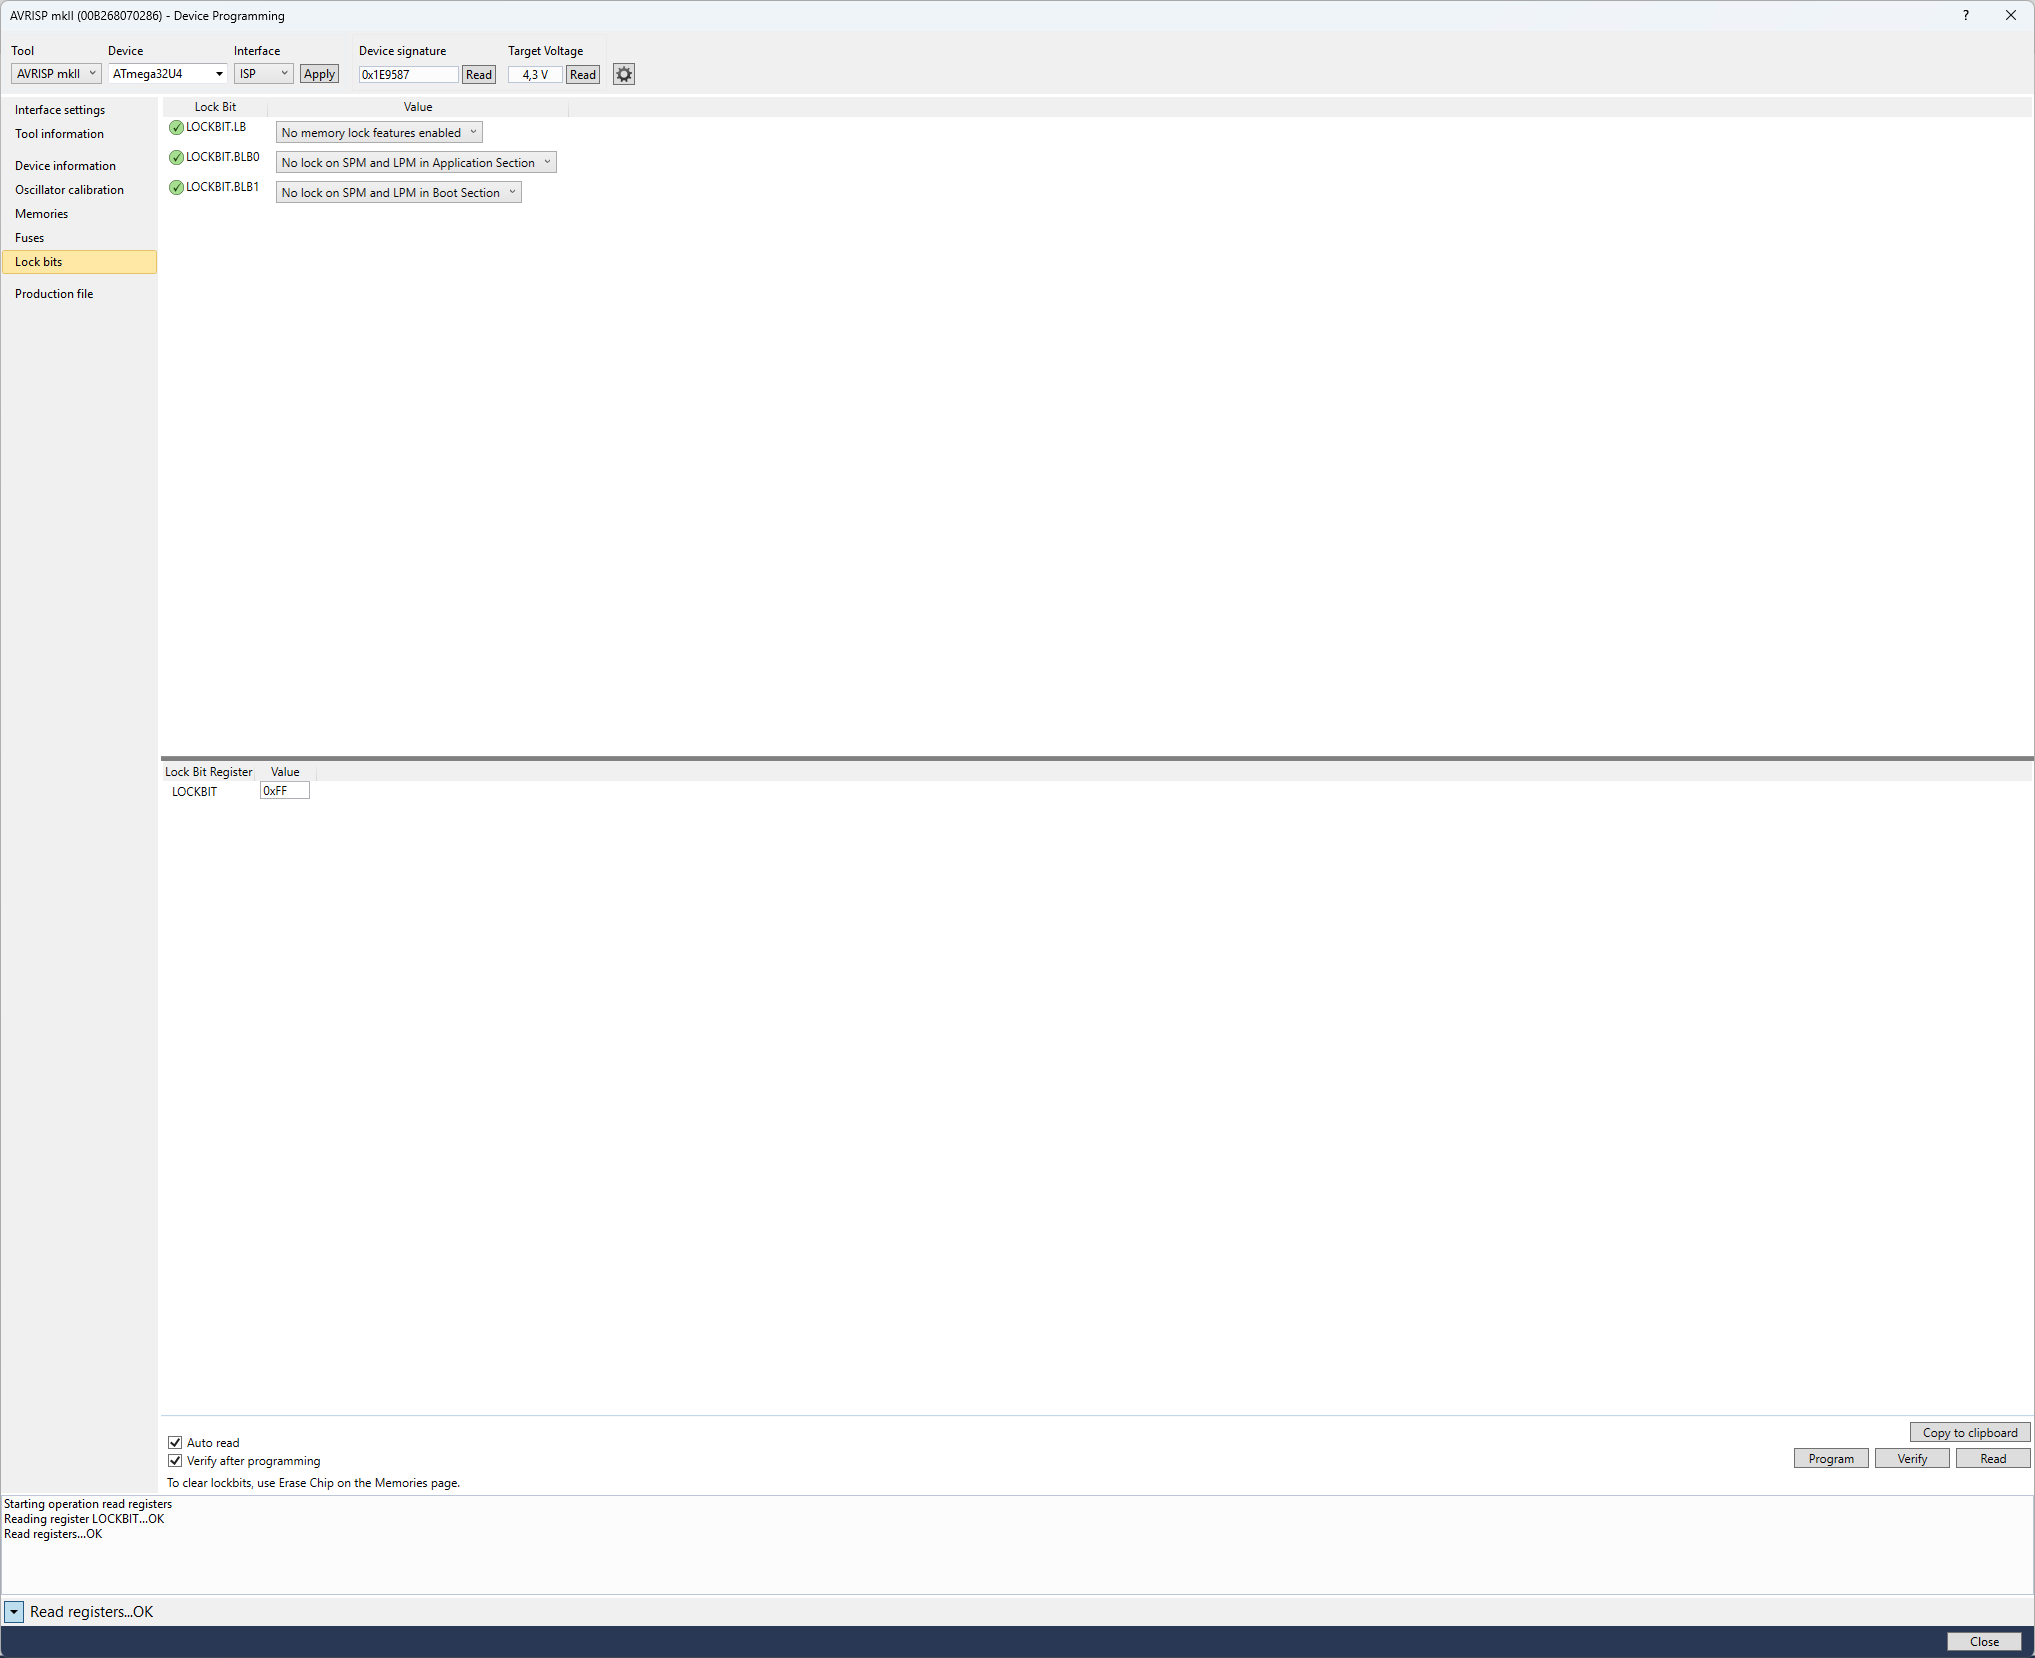 AVRISP mkII (00B268070286) - Device Programming
?
Tool Device Interface Device signature Target Voltage
AVRISP mkII ATmega32U4 ISP Apply 0x1E9587 Read 4,3 V Read
Interface settings
Tool information
Device information
Oscillator calibration
Memories
Fuses
Lock bits
Production file
Lock Bit Value
LOCKBIT.LB No memory lock features enabled
LOCKBIT.BLB0 No lock on SPM and LPM in Application Section
LOCKBIT.BLB1 No lock on SPM and LPM in Boot Section
Lock Bit Register Value
LOCKBIT 0xFF
Auto read
Verify after programming
To clear lockbits, use Erase Chip on the Memories page.
Copy to clipboard
Program Verify Read
Starting operation read registers
Reading register LOCKBIT...OK
Read registers...OK
Read registers...OK
Close